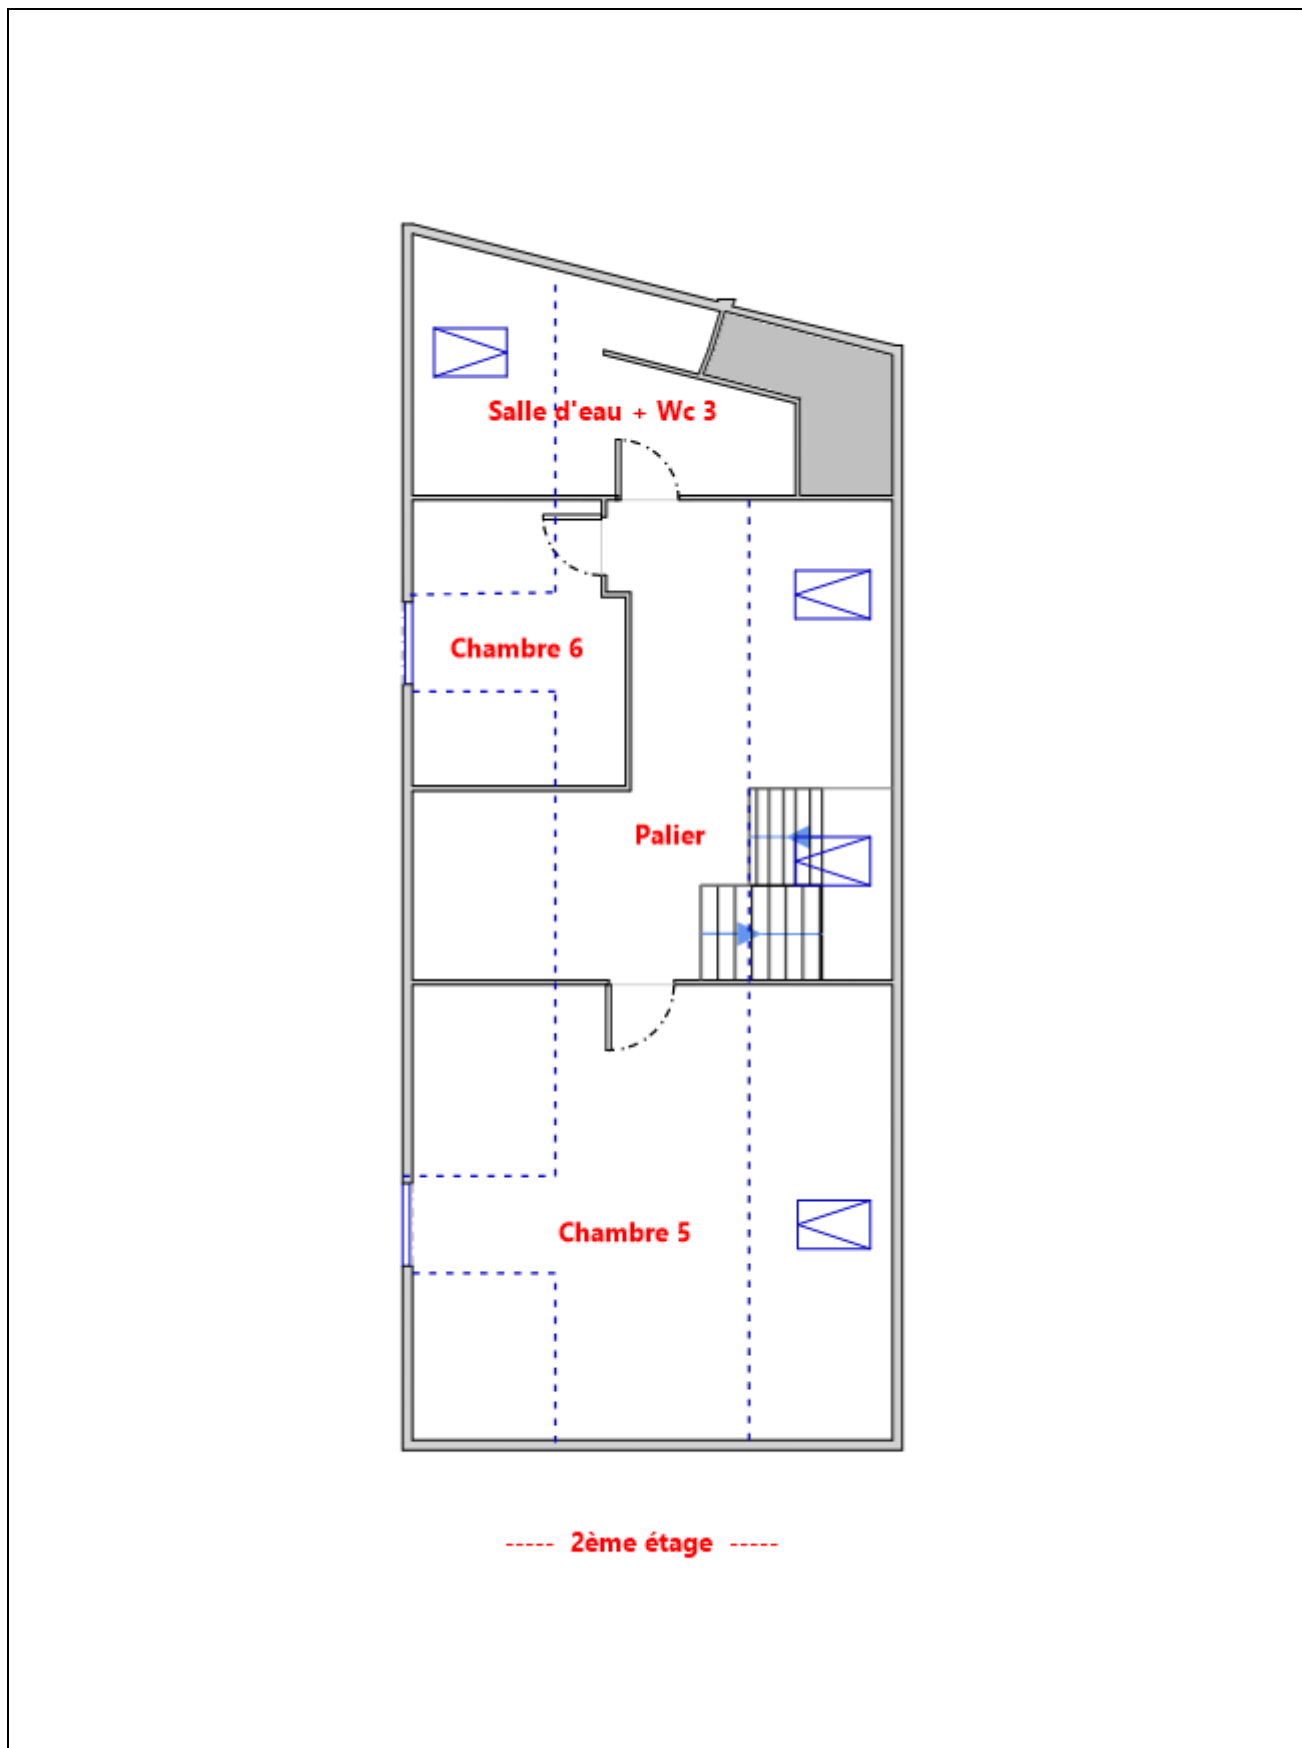 Salle d'eau + Wc 3
Chambre 6
Palier
Chambre 5
----- 2ème étage -----